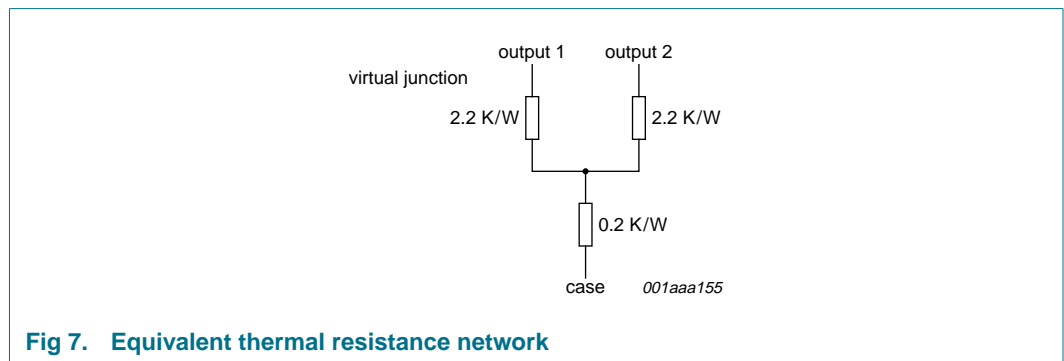 output 1 output 2
virtual junction
2.2 K/W 2.2 K/W
0.2 K/W
case 001aaa155
Fig 7. Equivalent thermal resistance network